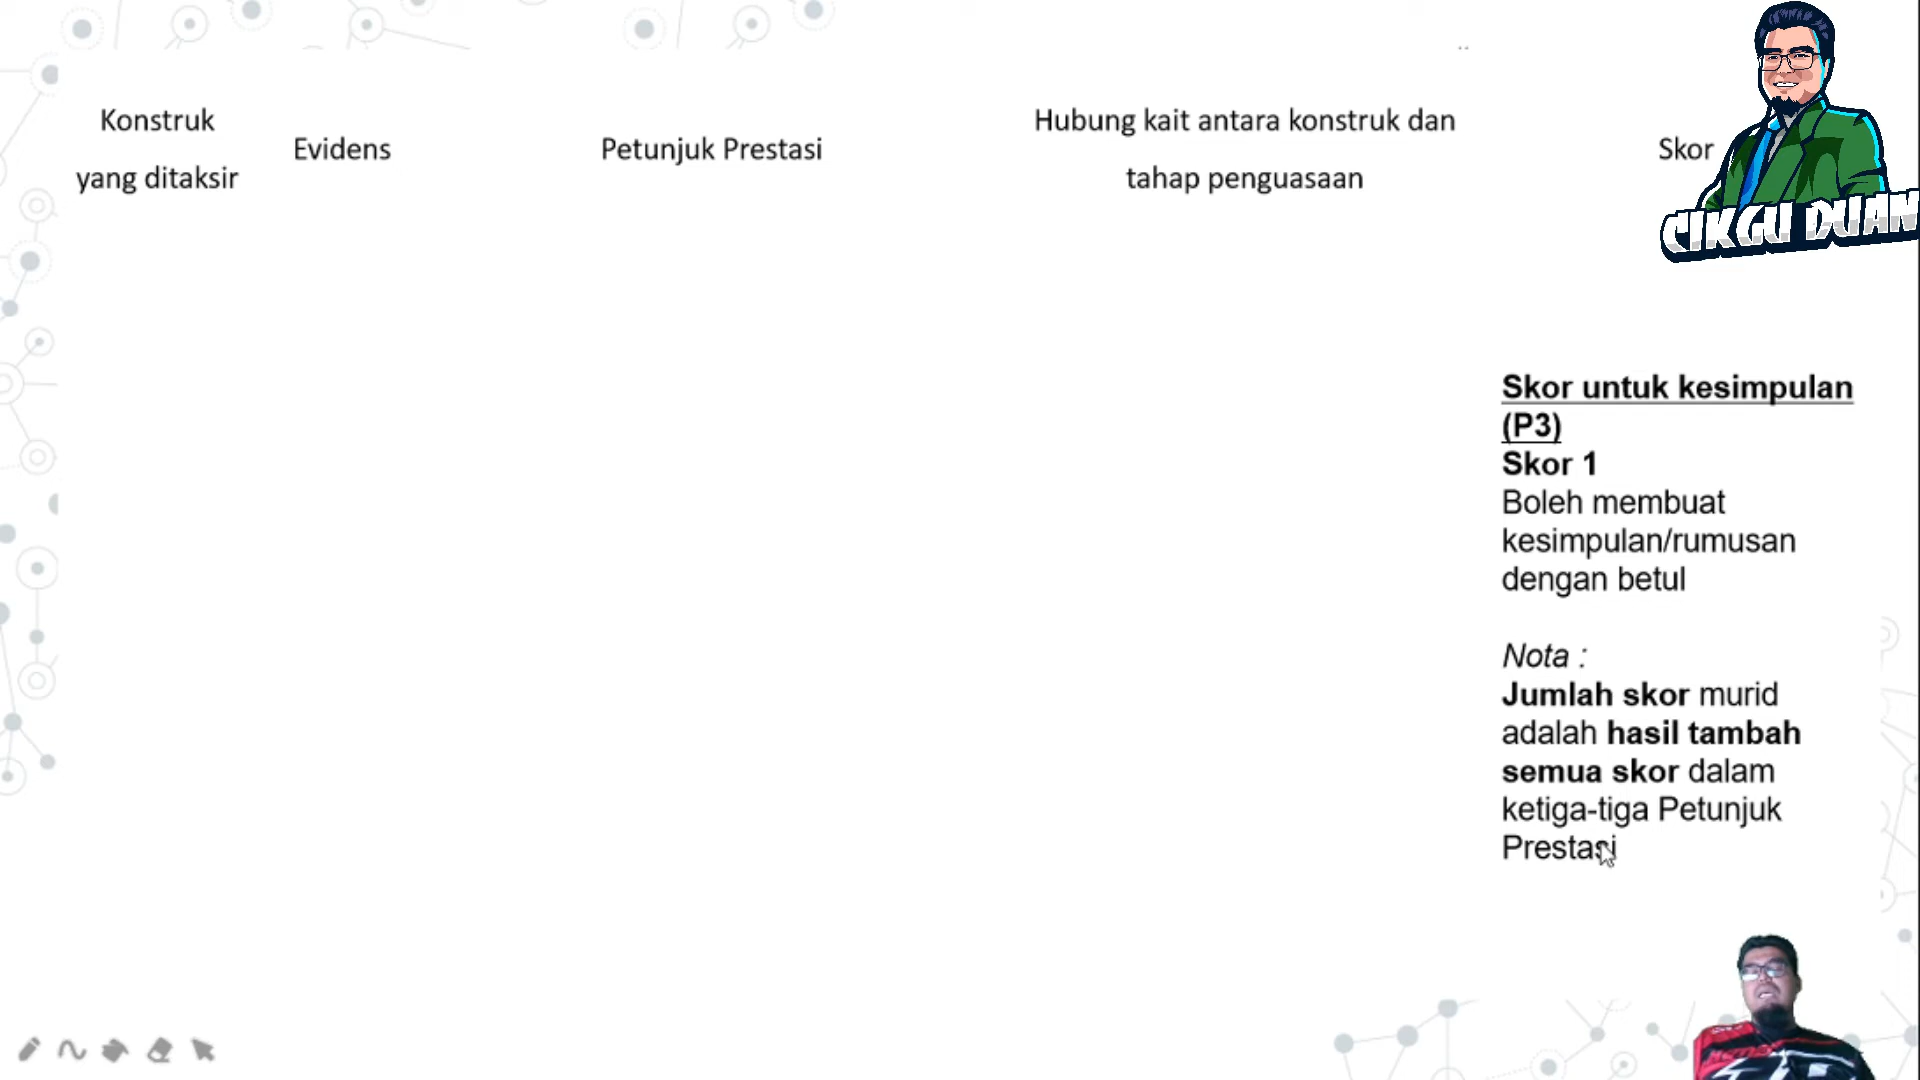 Konstruk
yang ditaksir
Evidens
Petunjuk Prestasi
Hubung kait antara konstruk dan
tahap penguasaan
Skor
CIKGU DUAN
Skor untuk kesimpulan
(P3)
Skor 1
Boleh membuat
kesimpulan/rumusan
dengan betul
Nota :
Jumlah skor murid
adalah hasil tambah
semua skor dalam
ketiga-tiga Petunjuk
Prestasi